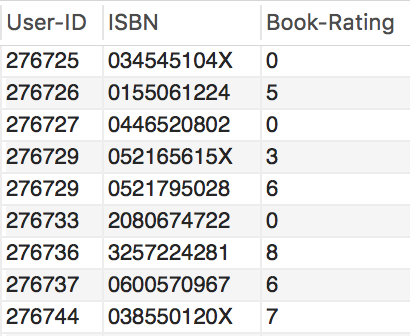 User-ID ISBN Book-Rating
276725 034545104X 0
276726 0155061224 5
276727 0446520802 0
276729 052165615X 3
276729 0521795028 6
276733 2080674722 0
276736 3257224281 8
276737 0600570967 6
276744 038550120X 7